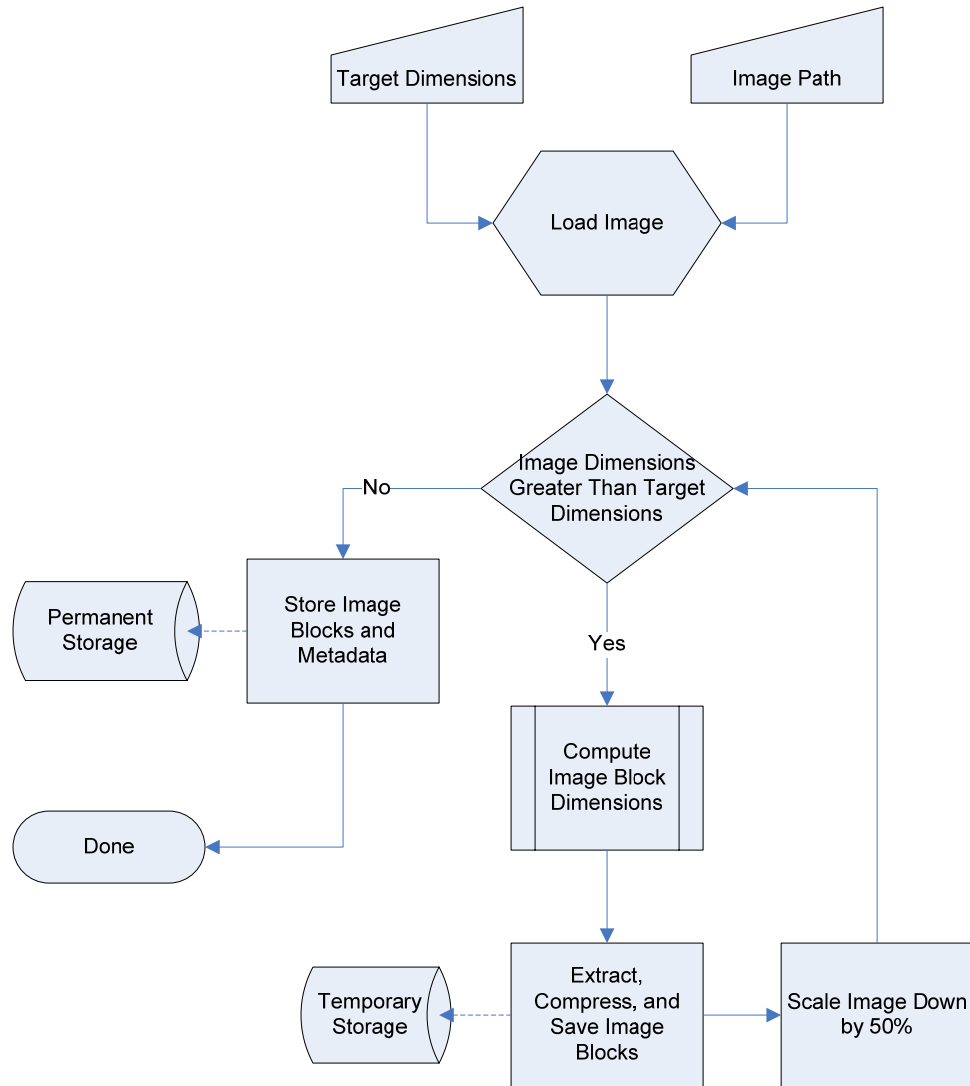 Target Dimensions
Image Path
Load Image
Image Dimensions
Greater Than Target
Dimensions
No
Yes
Store Image
Blocks and
Metadata
Permanent
Storage
Compute
Image Block
Dimensions
Done
Extract,
Compress, and
Save Image
Blocks
Temporary
Storage
Scale Image Down
by 50%